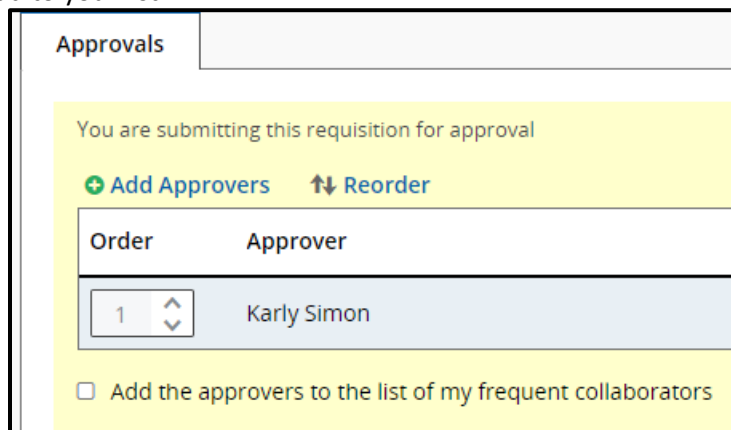 Approvals
You are submitting this requisition for approval
Add Approvers Reorder
Order Approver
1 Karly Simon
Add the approvers to the list of my frequent collaborators